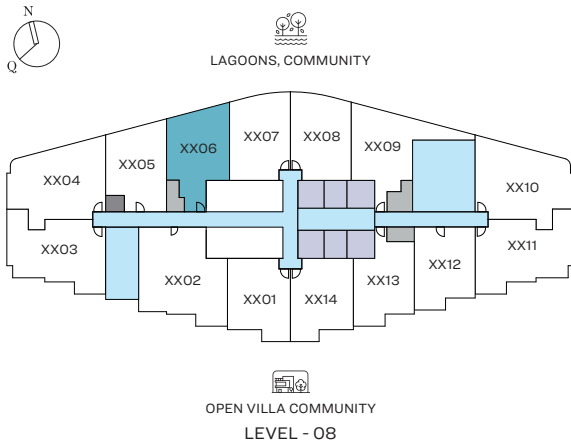 N
Q
LAGOONS, COMMUNITY
XX07
XX08
XX06
XX09
XX05
XX04
XX10
XX03
XX11
XX12
XX02
XX13
XX01
XX14
OPEN VILLA COMMUNITY
LEVEL - 08